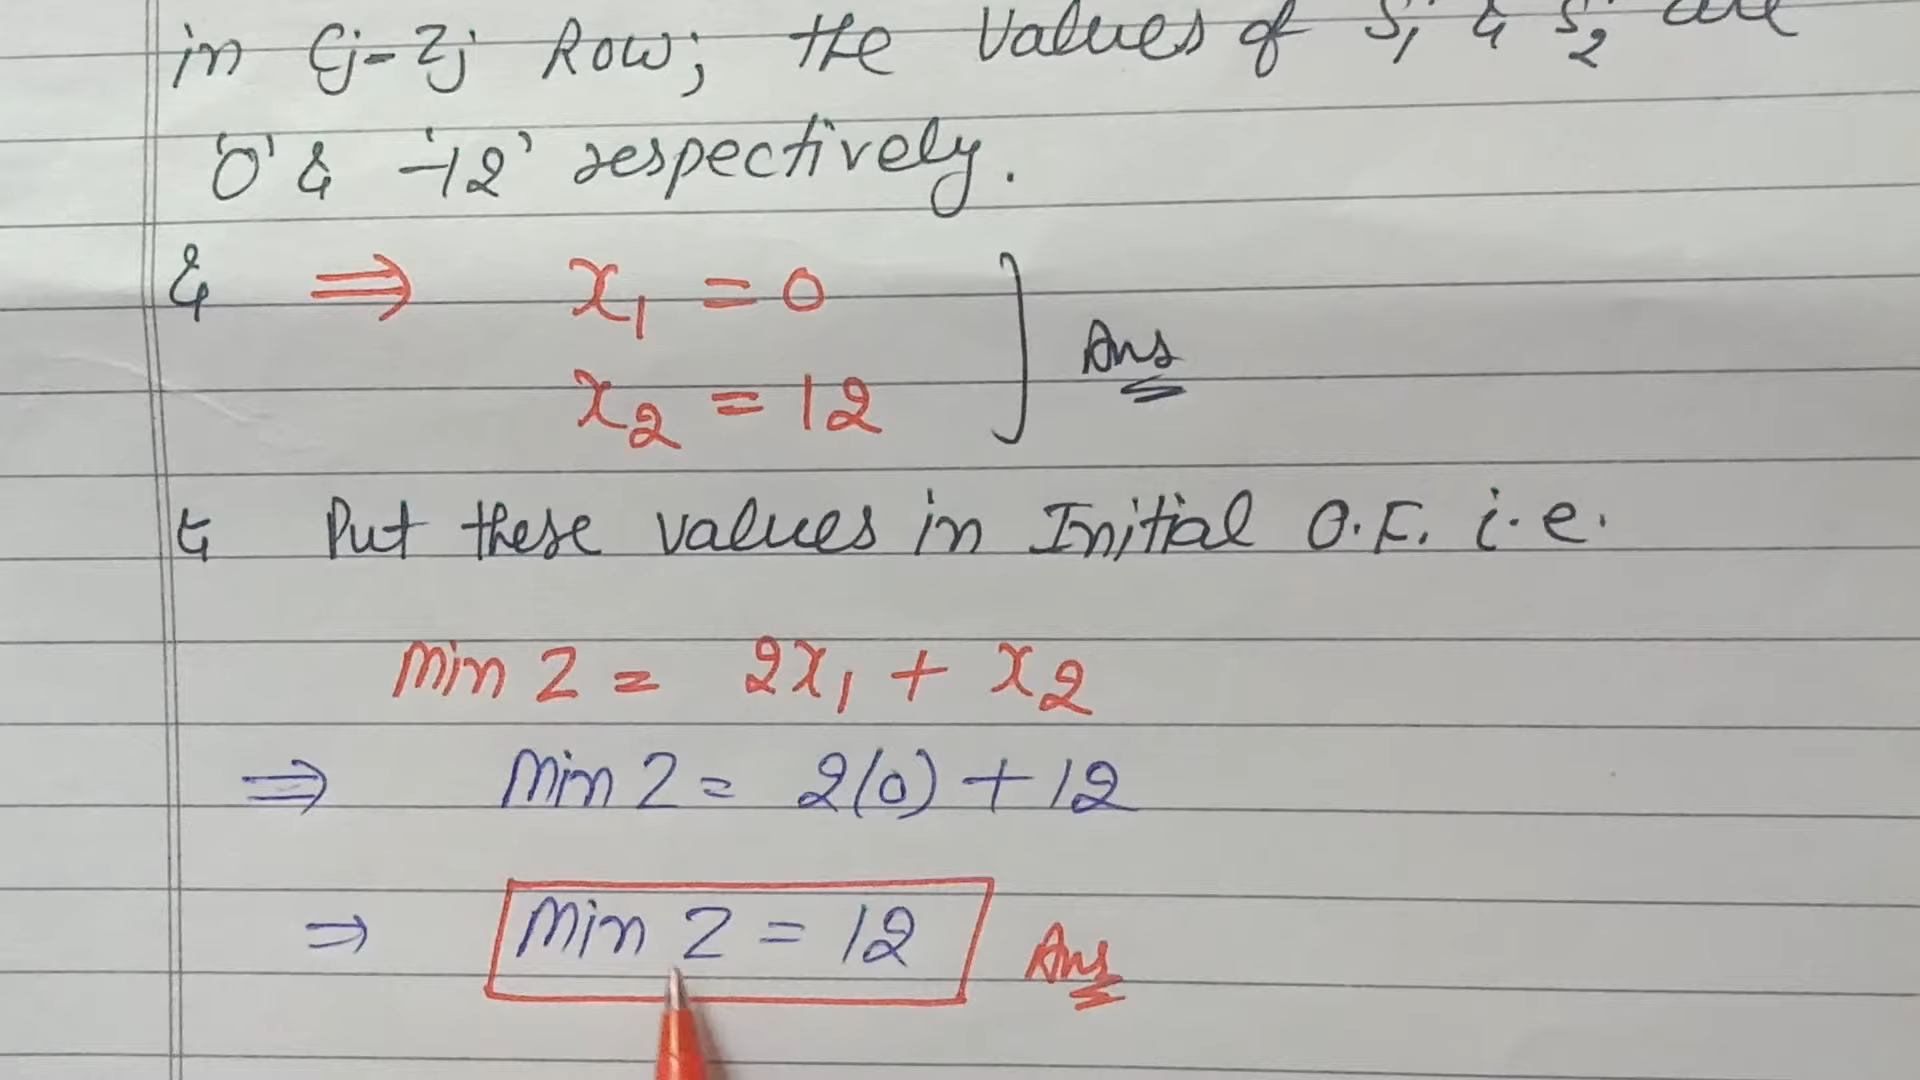 in Cj-Zj Row; the values of S1 & S2 are
'0' & '-12' respectively.
& ⇒ x1 = 0
x2 = 12
Ans
& Put these values in Initial O.F. i.e.
Min Z = 2x1 + x2
⇒ Min Z = 2(0) + 12
⇒ Min Z = 12 Ans